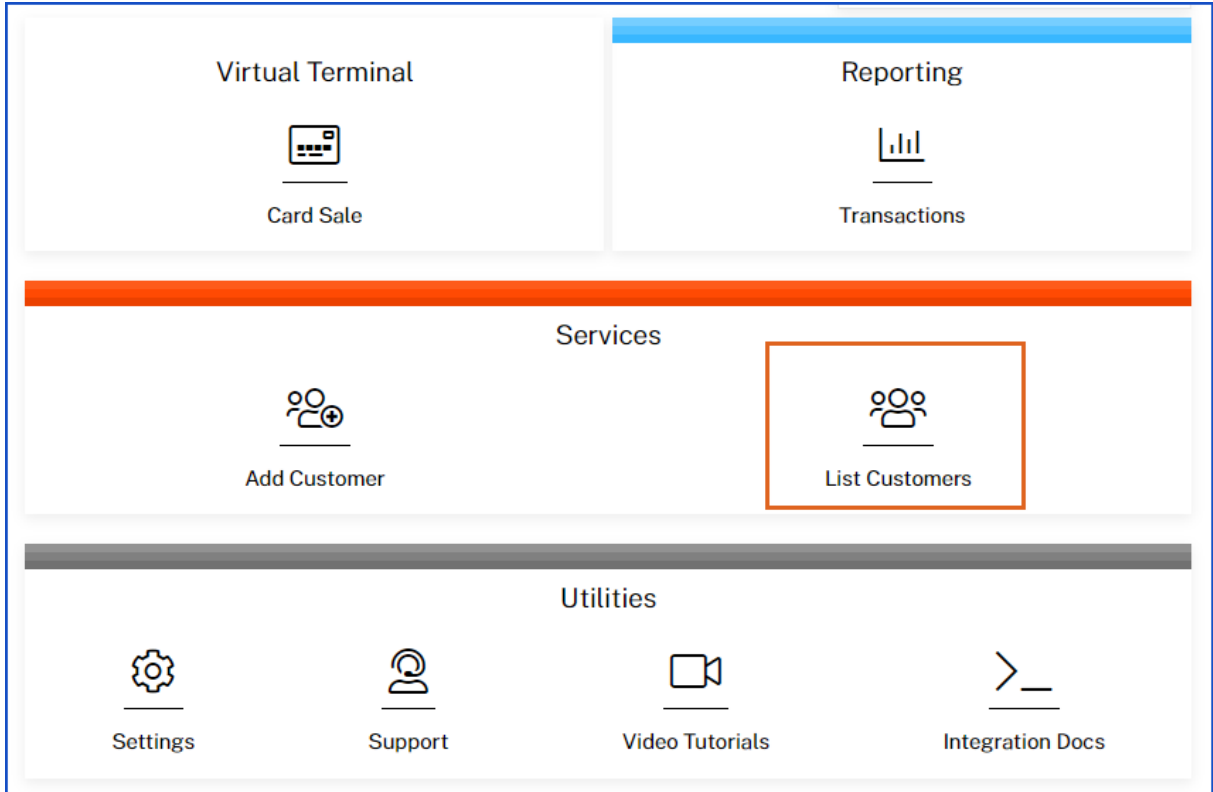 Virtual Terminal
Reporting
Card Sale
Transactions
Services
Add Customer
List Customers
Utilities
Settings
Support
Video Tutorials
Integration Docs